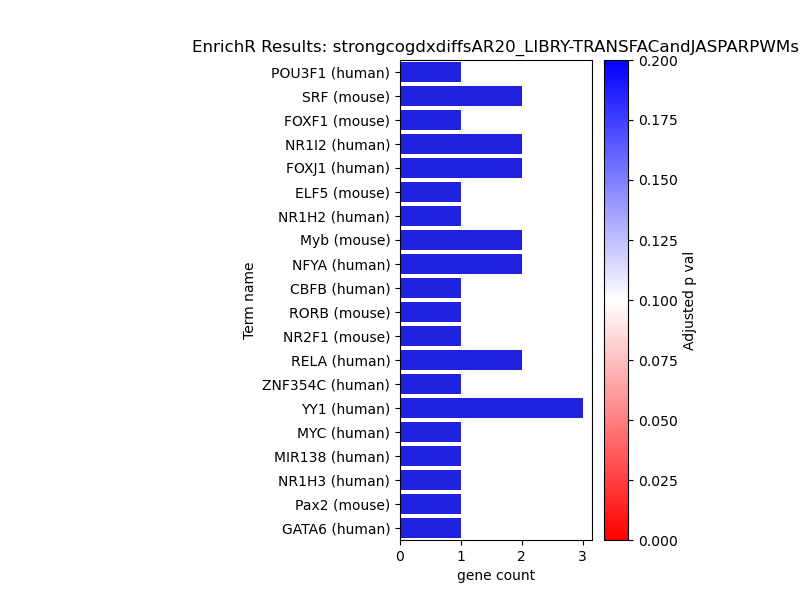 EnrichR Results: strongcogdxdiffsAR20_LIBRY-TRANSFACandJASPARPWMs
POU3F1 (human)
SRF (mouse)
FOXF1 (mouse)
NR1I2 (human)
FOXJ1 (human)
ELF5 (mouse)
NR1H2 (human)
Myb (mouse)
NFYA (human)
CBFB (human)
RORB (mouse)
NR2F1 (mouse)
RELA (human)
ZNF354C (human)
YY1 (human)
MYC (human)
MIR138 (human)
NR1H3 (human)
Pax2 (mouse)
GATA6 (human)
Term name
0 1 2 3
gene count
0.200
0.175
0.150
0.125
0.100
0.075
0.050
0.025
0.000
Adjusted p val